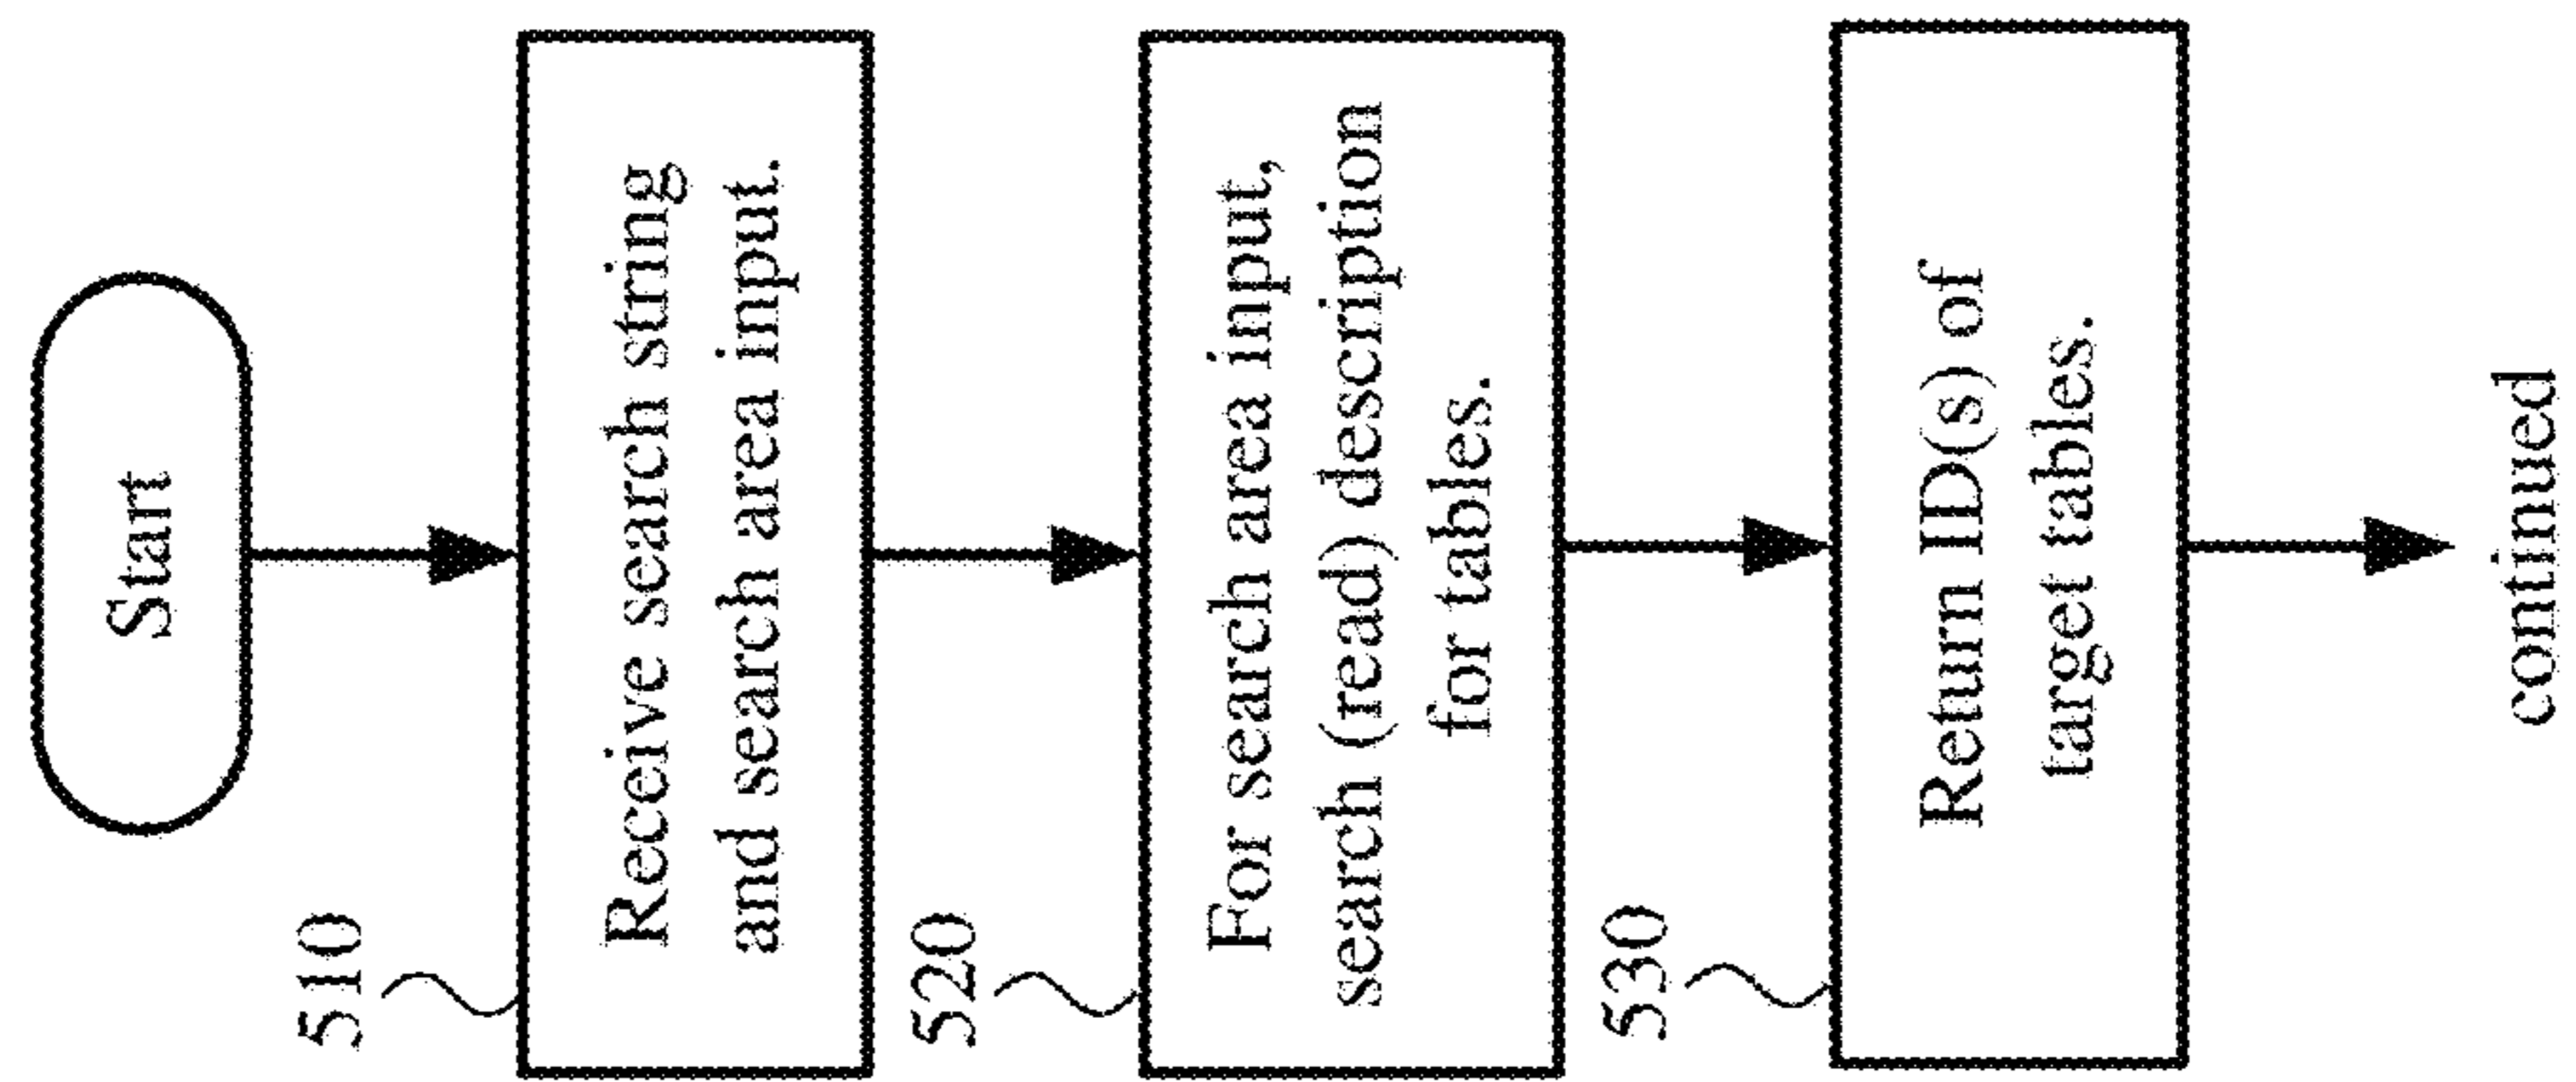 Start
510
Receive search string
and search area input.
520
For search area input,
search (read) description
for tables.
530
Return ID(s) of
target tables.
continued